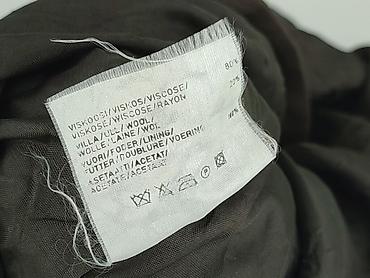 VISKOOSI/VISKOS/VISCOSE/
VISKOSE/VISCOSE/RAYON 80%
VILLA/ULL/WOOL/
WOLLE/LAINE/WOL 20%
VUORI/FODER/LINING/
FUTTER/DOUBLURE/VOERING
ASETAATTI/ACETAT/
ACETATE/ACETAAT